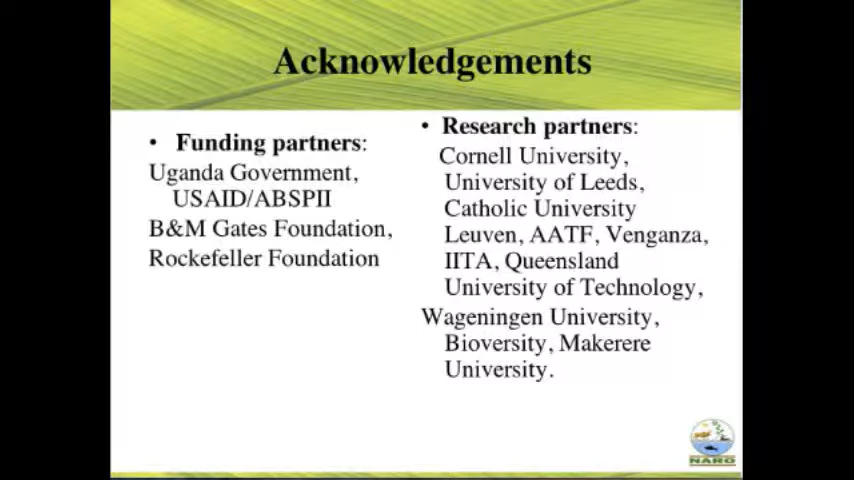 Acknowledgements
• Funding partners:
Uganda Government,
USAID/ABSPII
B&M Gates Foundation,
Rockefeller Foundation
• Research partners:
Cornell University,
University of Leeds,
Catholic University
Leuven, AATF, Venganza,
IITA, Queensland
University of Technology,
Wageningen University,
Bioversity, Makerere
University.
NARO